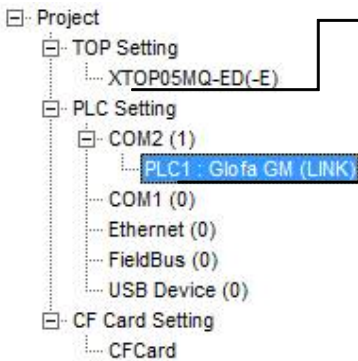 Project
TOP Setting
XTOP05MQ-ED(-E)
PLC Setting
COM2 (1)
PLC1 : Glofa GM (LINK)
COM1 (0)
Ethernet (0)
FieldBus (0)
USB Device (0)
CF Card Setting
CFCard